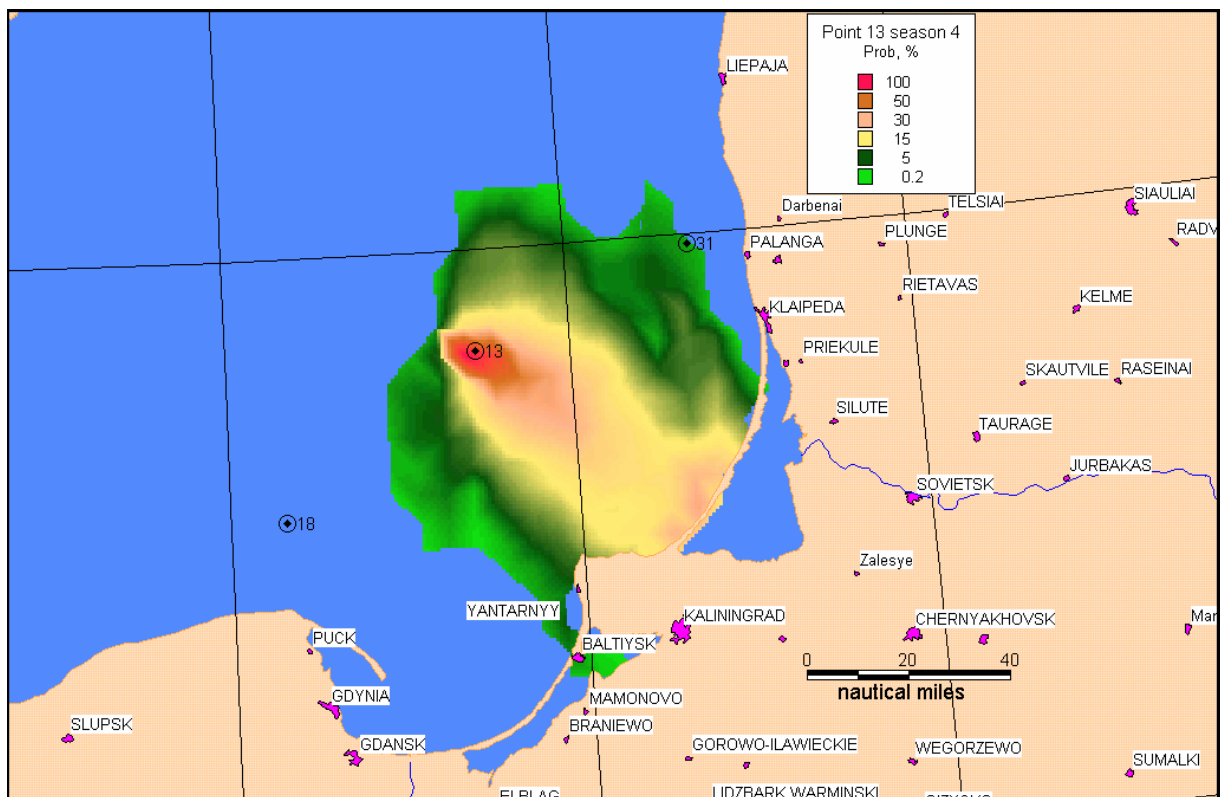 Point 13 season 4
Prob, %
100
50
30
15
5
0.2
LIEPAJA
Darbenai
TELSIAI
SIAULIAI
PALANGA
PLUNGE
31
RIETAVAS
KELME
KLAIPEDA
13
PRIEKULE
SKAUTVILE
RASEINAI
SILUTE
TAURAGE
JURBAKAS
SOVIETSK
18
Zalesye
YANTARNYY
KALININGRAD
CHERNYAKHOVSK
PUCK
BALTIYSK
0 20 40
nautical miles
GDYNIA
MAMONOVO
SLUPSK
BRANIEWO
GDANSK
GOROWO-ILAWIECKIE
WEGORZEWO
SUMALKI
LIDZBARK WARMINSKI